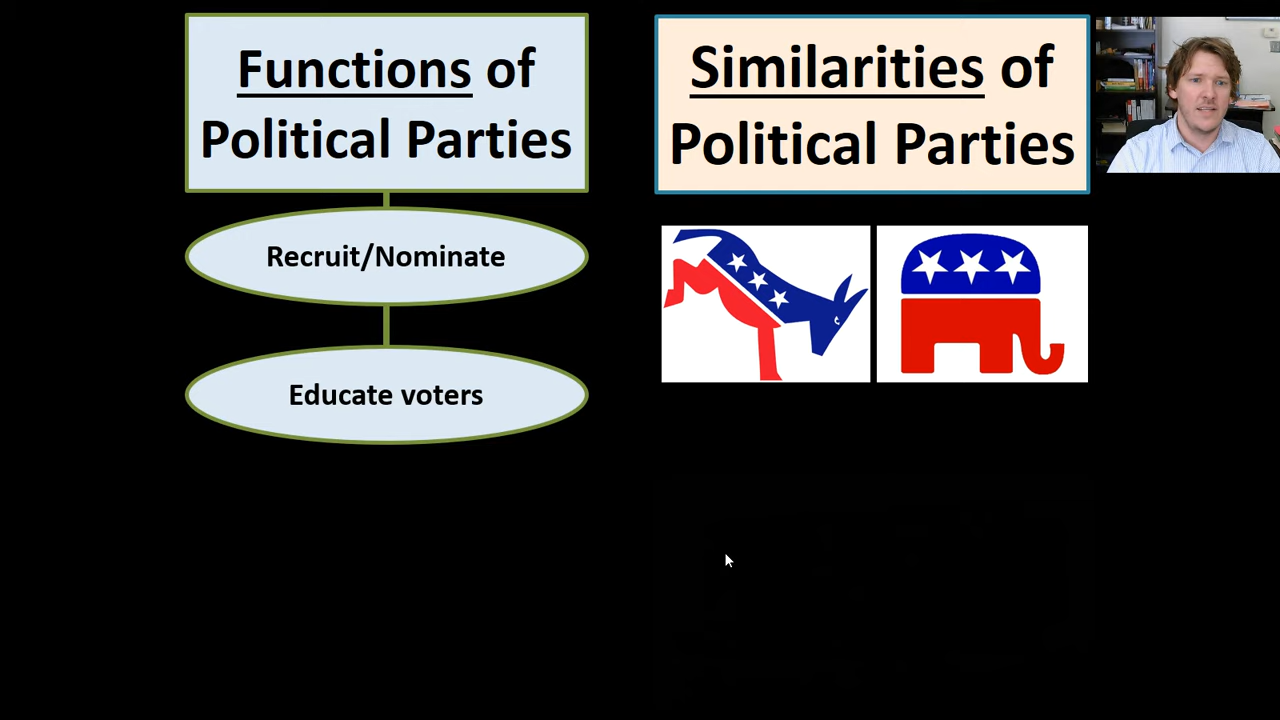 Functions of
Political Parties
Recruit/Nominate
Educate voters
Similarities of
Political Parties